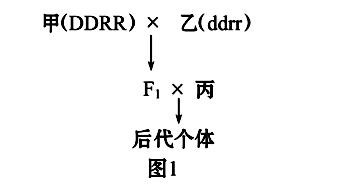 甲(DDRR) × 乙(ddrr)
F₁ × 丙
后代个体
图1